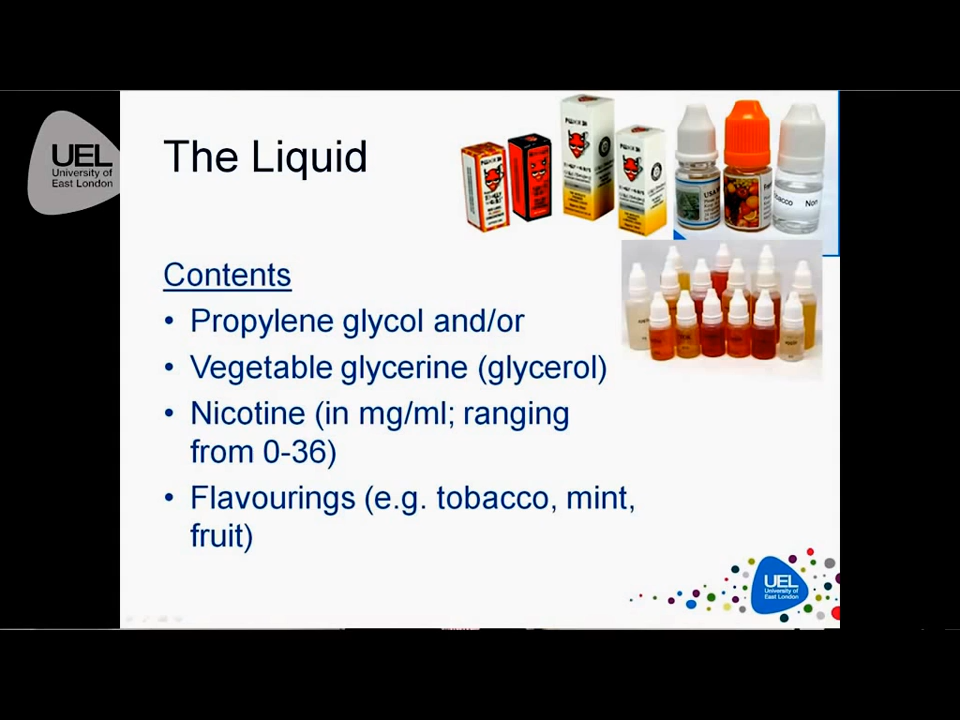 UEL
University of
East London
The Liquid
Contents
• Propylene glycol and/or
• Vegetable glycerine (glycerol)
• Nicotine (in mg/ml; ranging
from 0-36)
• Flavourings (e.g. tobacco, mint,
fruit)
Non
UEL
University of
East London